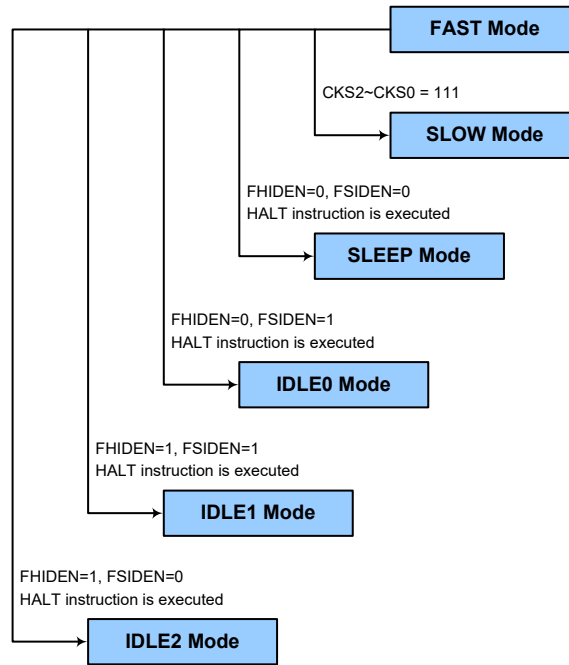 FAST Mode
CKS2~CKS0 = 111
SLOW Mode
FHIDEN=0, FSIDEN=0
HALT instruction is executed
SLEEP Mode
FHIDEN=0, FSIDEN=1
HALT instruction is executed
IDLE0 Mode
FHIDEN=1, FSIDEN=1
HALT instruction is executed
IDLE1 Mode
FHIDEN=1, FSIDEN=0
HALT instruction is executed
IDLE2 Mode